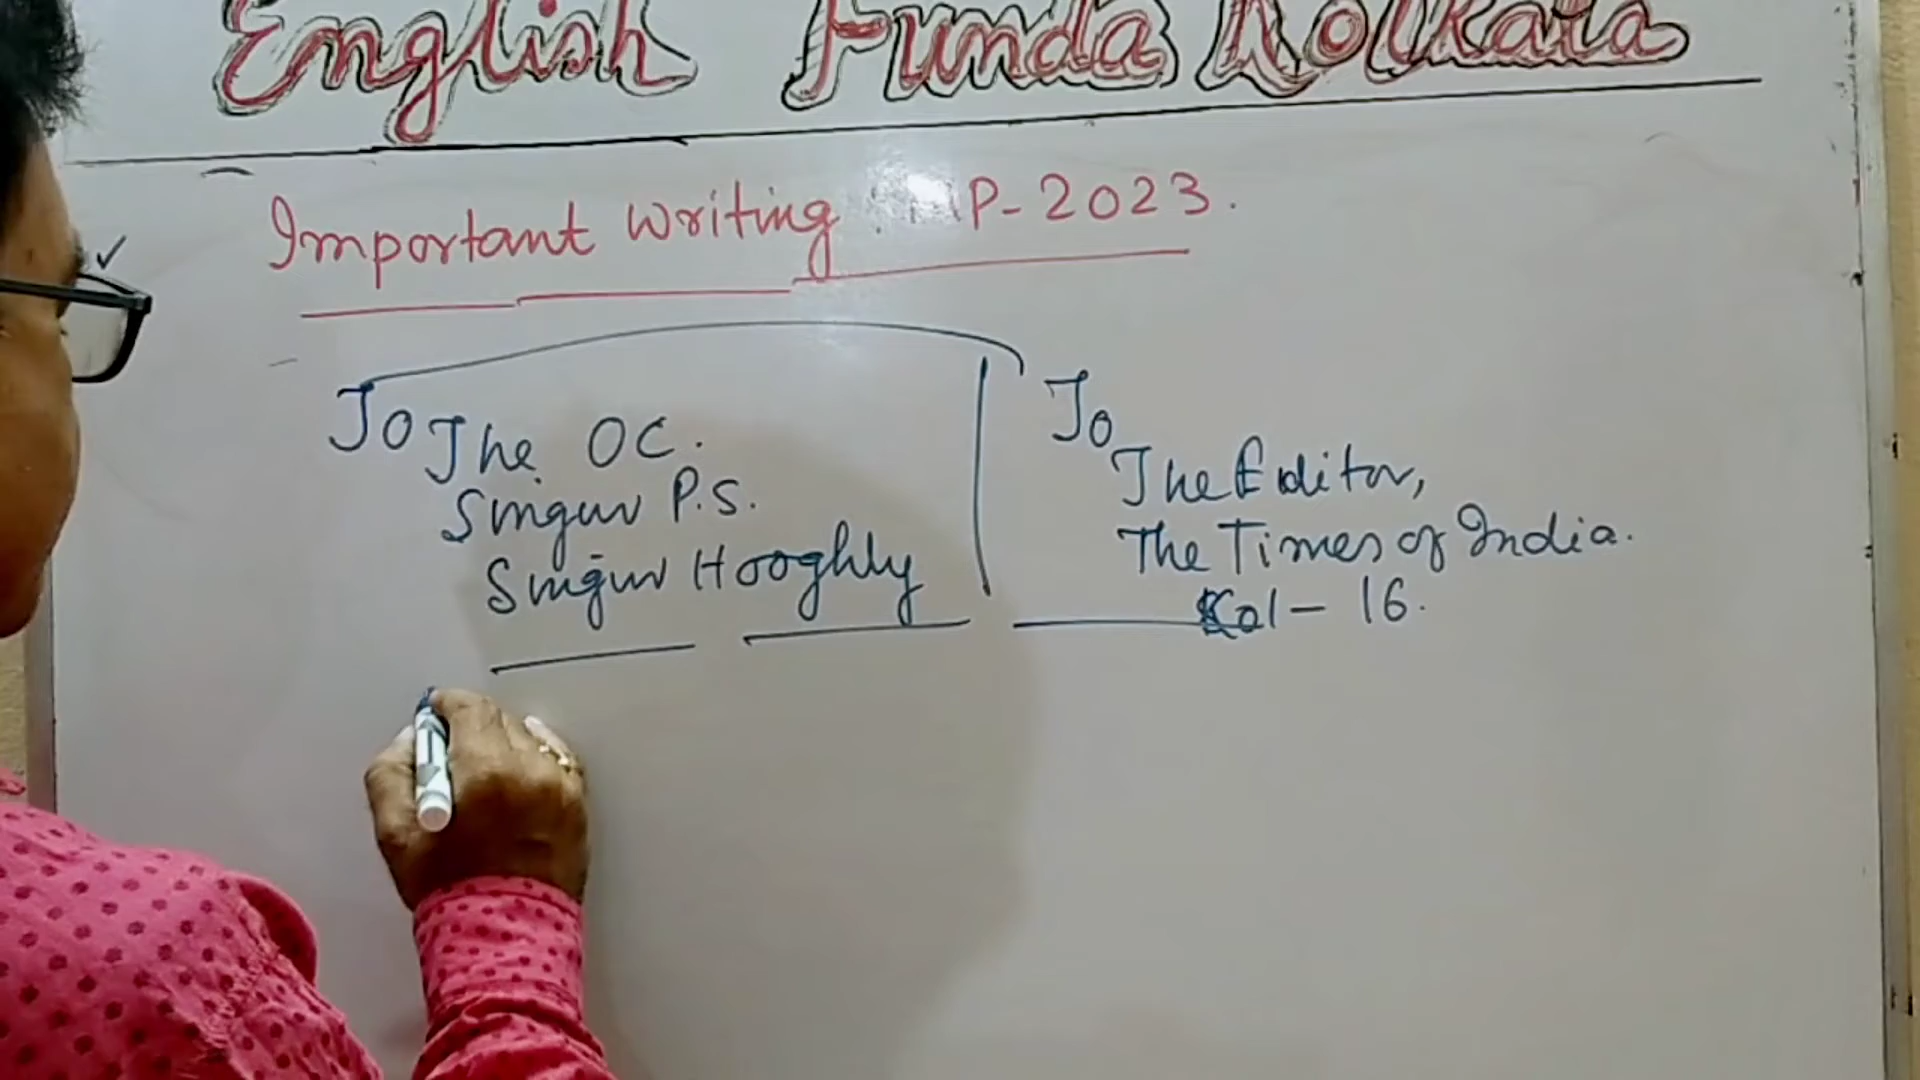 English Funda Kolkata
Important Writing MP-2023.
To
The OC.
Singur P.S.
Singur Hooghly
To
The Editor,
The Times of India.
Kol - 16.